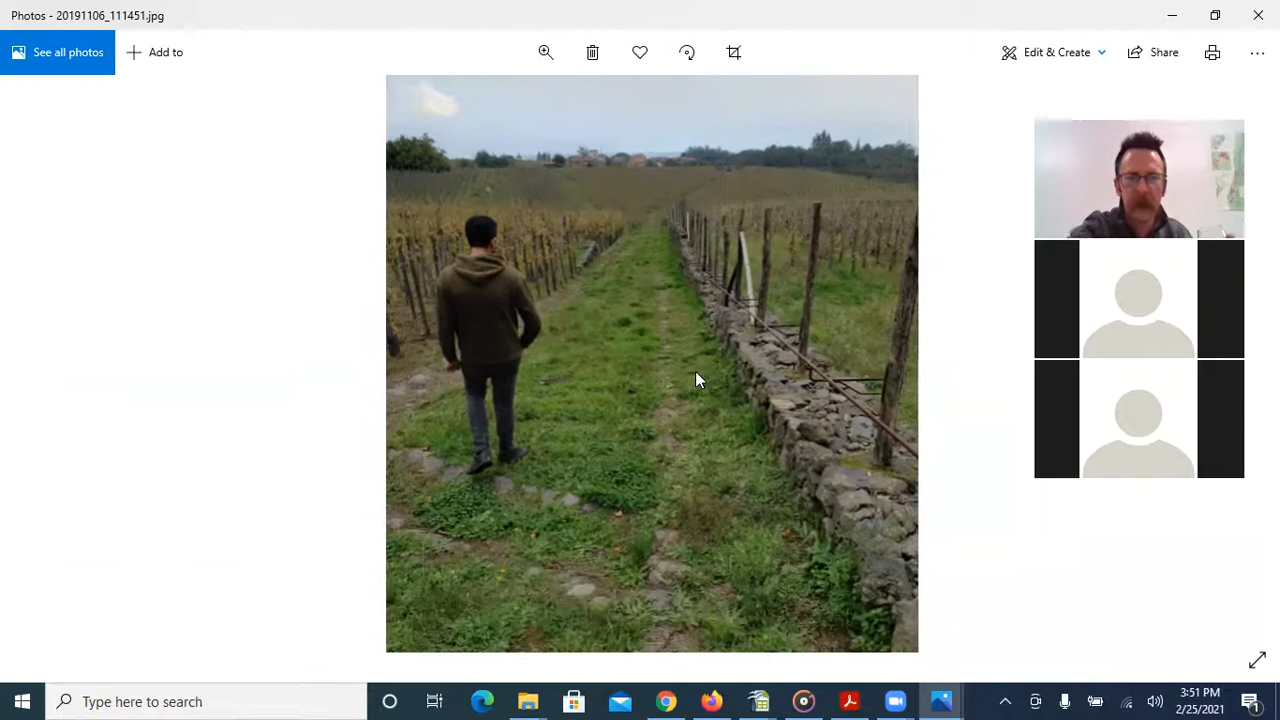 Photos - 20191106_111451.jpg
See all photos
Add to
Edit & Create
Share
Type here to search
3:51 PM
2/25/2021
1